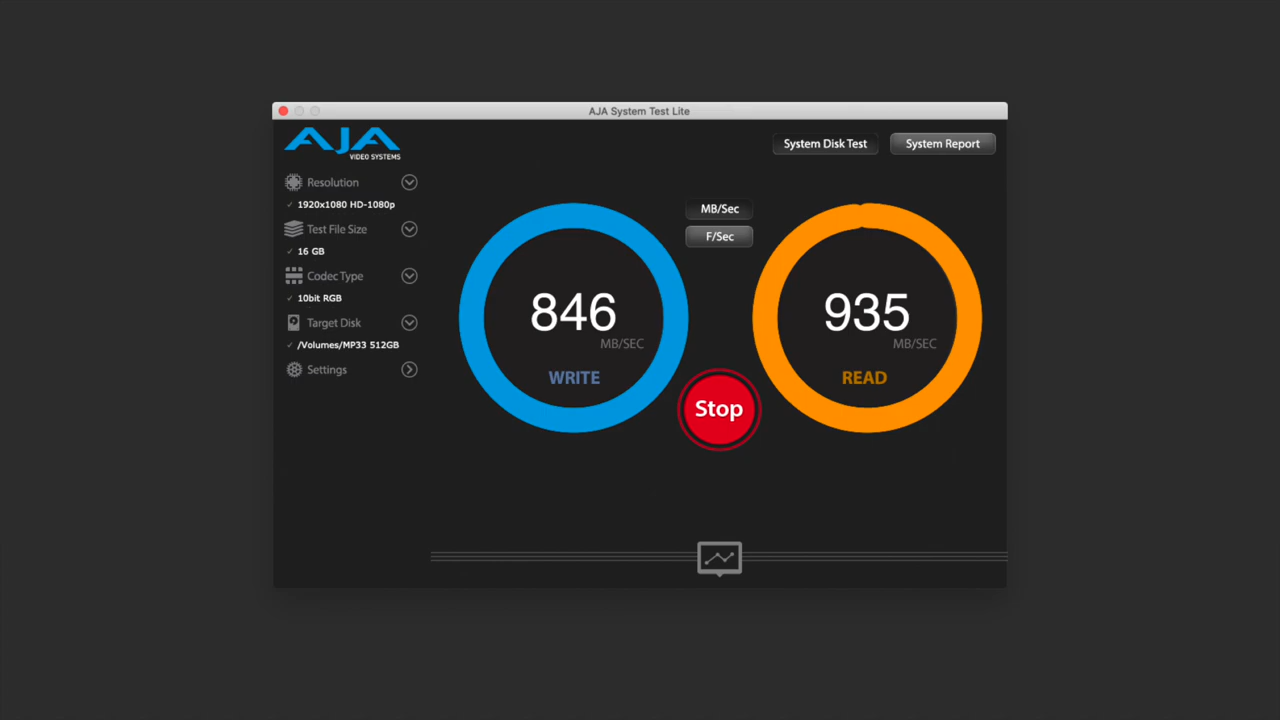 AJA System Test Lite
AJA
VIDEO SYSTEMS
System Disk Test
System Report
Resolution
1920x1080 HD-1080p
Test File Size
16 GB
Codec Type
10bit RGB
Target Disk
/Volumes/MP33 512GB
Settings
MB/Sec
F/Sec
846
MB/SEC
WRITE
935
MB/SEC
READ
Stop